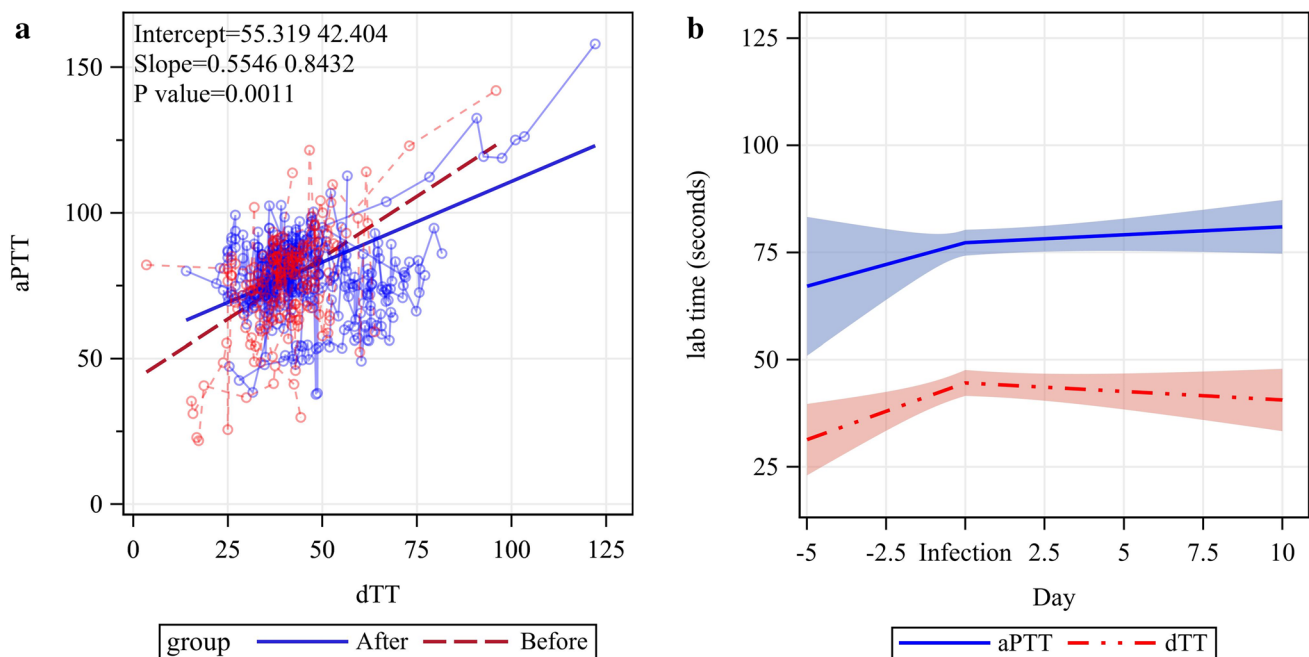 a
Intercept=55.319 42.404
Slope=0.5546 0.8432
P value=0.0011
150
100
50
0
aPTT
0 25 50 75 100 125
dTT
group After Before
b
125
100
75
50
25
lab time (seconds)
-5 -2.5 Infection 2.5 5 7.5 10
Day
aPTT dTT